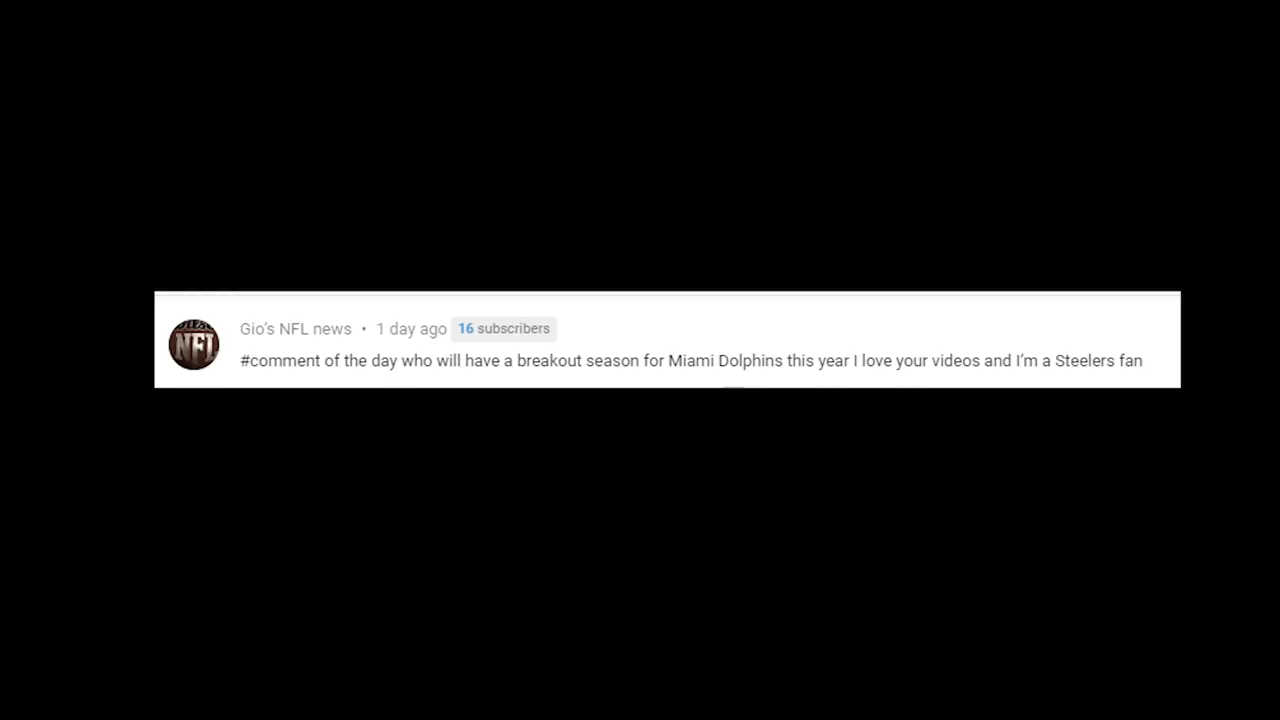 Gio's NFL news • 1 day ago 16 subscribers
#comment of the day who will have a breakout season for Miami Dolphins this year I love your videos and I'm a Steelers fan
NFL